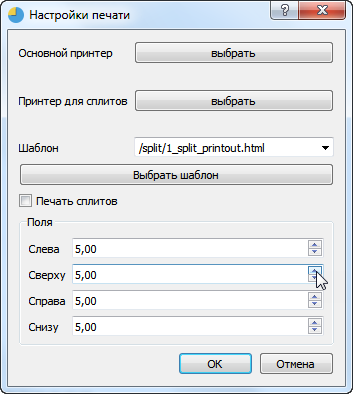 Настройки печати
Основной принтер выбрать
Принтер для сплитов выбрать
Шаблон /split/1_split_printout.html
Выбрать шаблон
Печать сплитов
Поля
Слева 5,00
Сверху 5,00
Справа 5,00
Снизу 5,00
OK Отмена